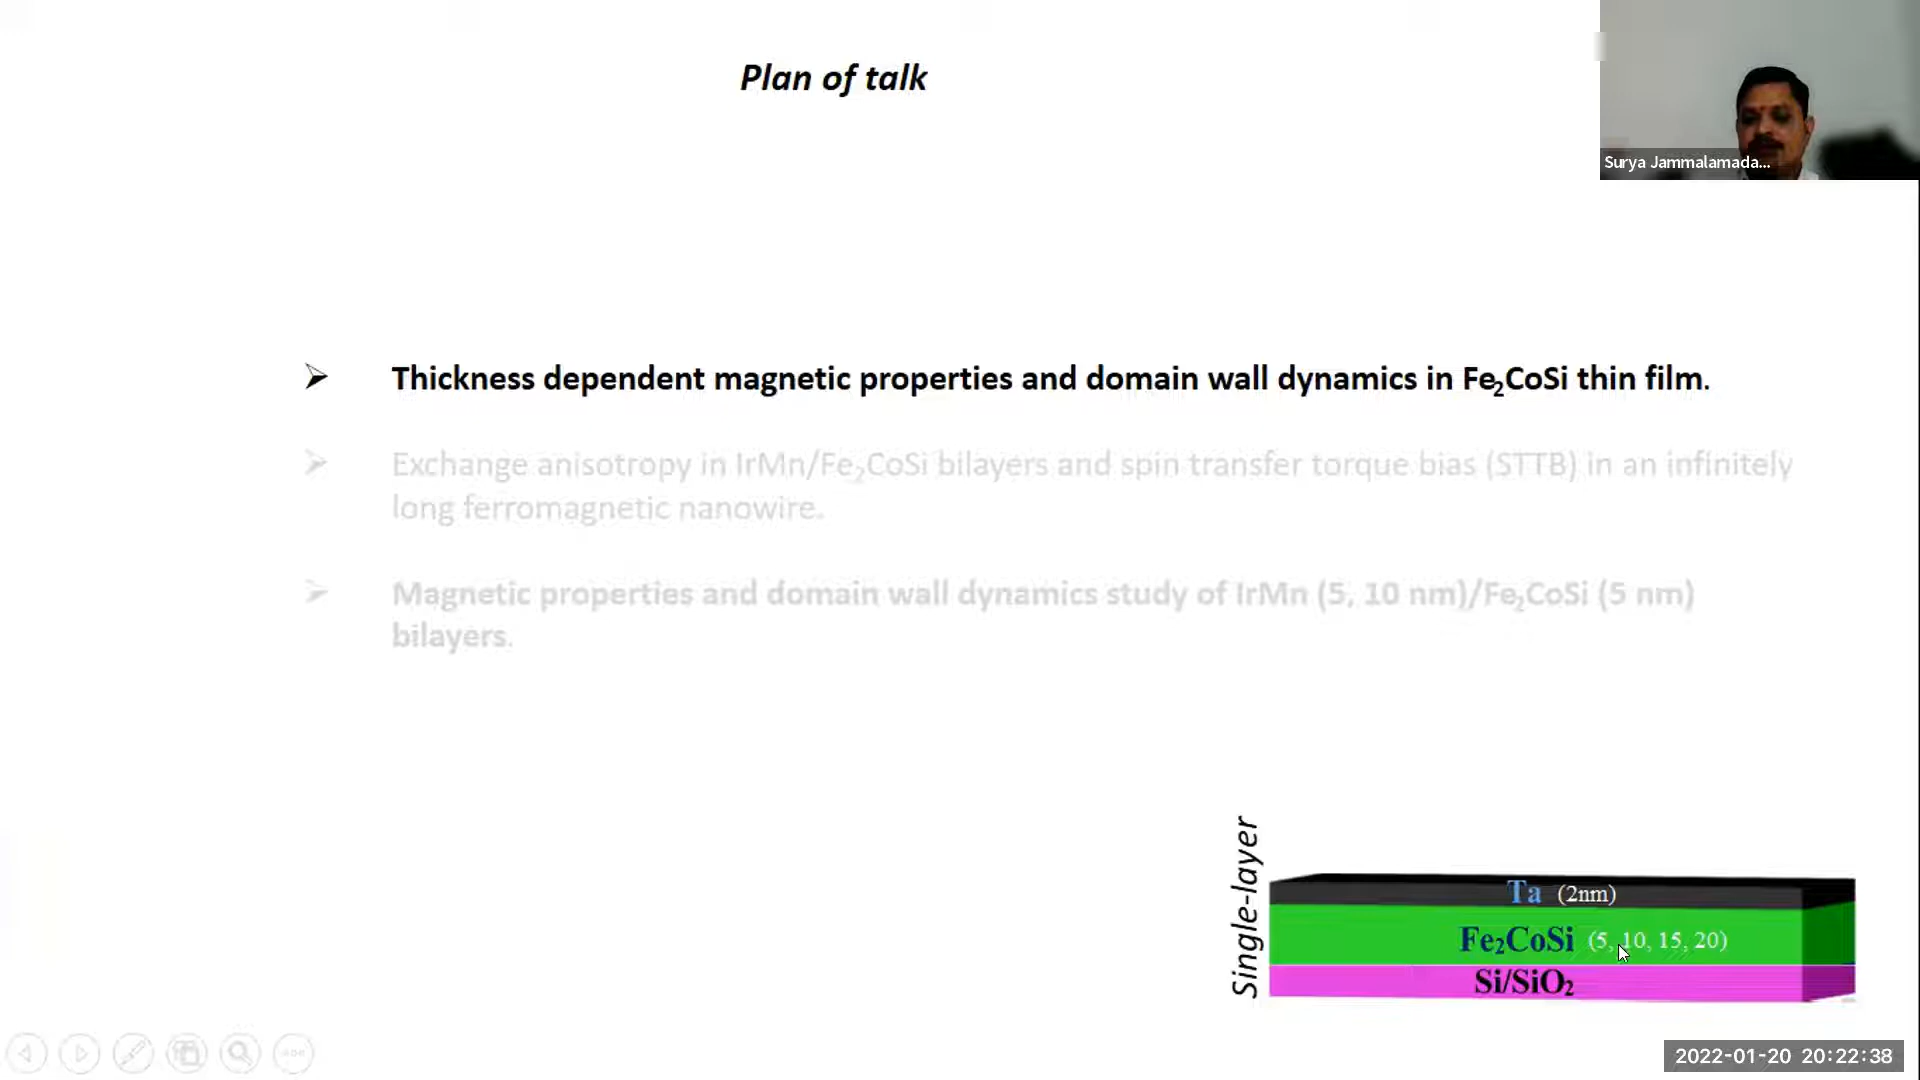 Plan of talk
Surya Jammalamada...
Thickness dependent magnetic properties and domain wall dynamics in Fe₂CoSi thin film.
Exchange anisotropy in IrMn/Fe₂CoSi bilayers and spin transfer torque bias (STTB) in an infinitely
long ferromagnetic nanowire.
Magnetic properties and domain wall dynamics study of IrMn (5, 10 nm)/Fe₂CoSi (5 nm)
bilayers.
Single-layer
Ta (2nm)
Fe₂CoSi (5, 10, 15, 20)
Si/SiO₂
2022-01-20 20:22:38